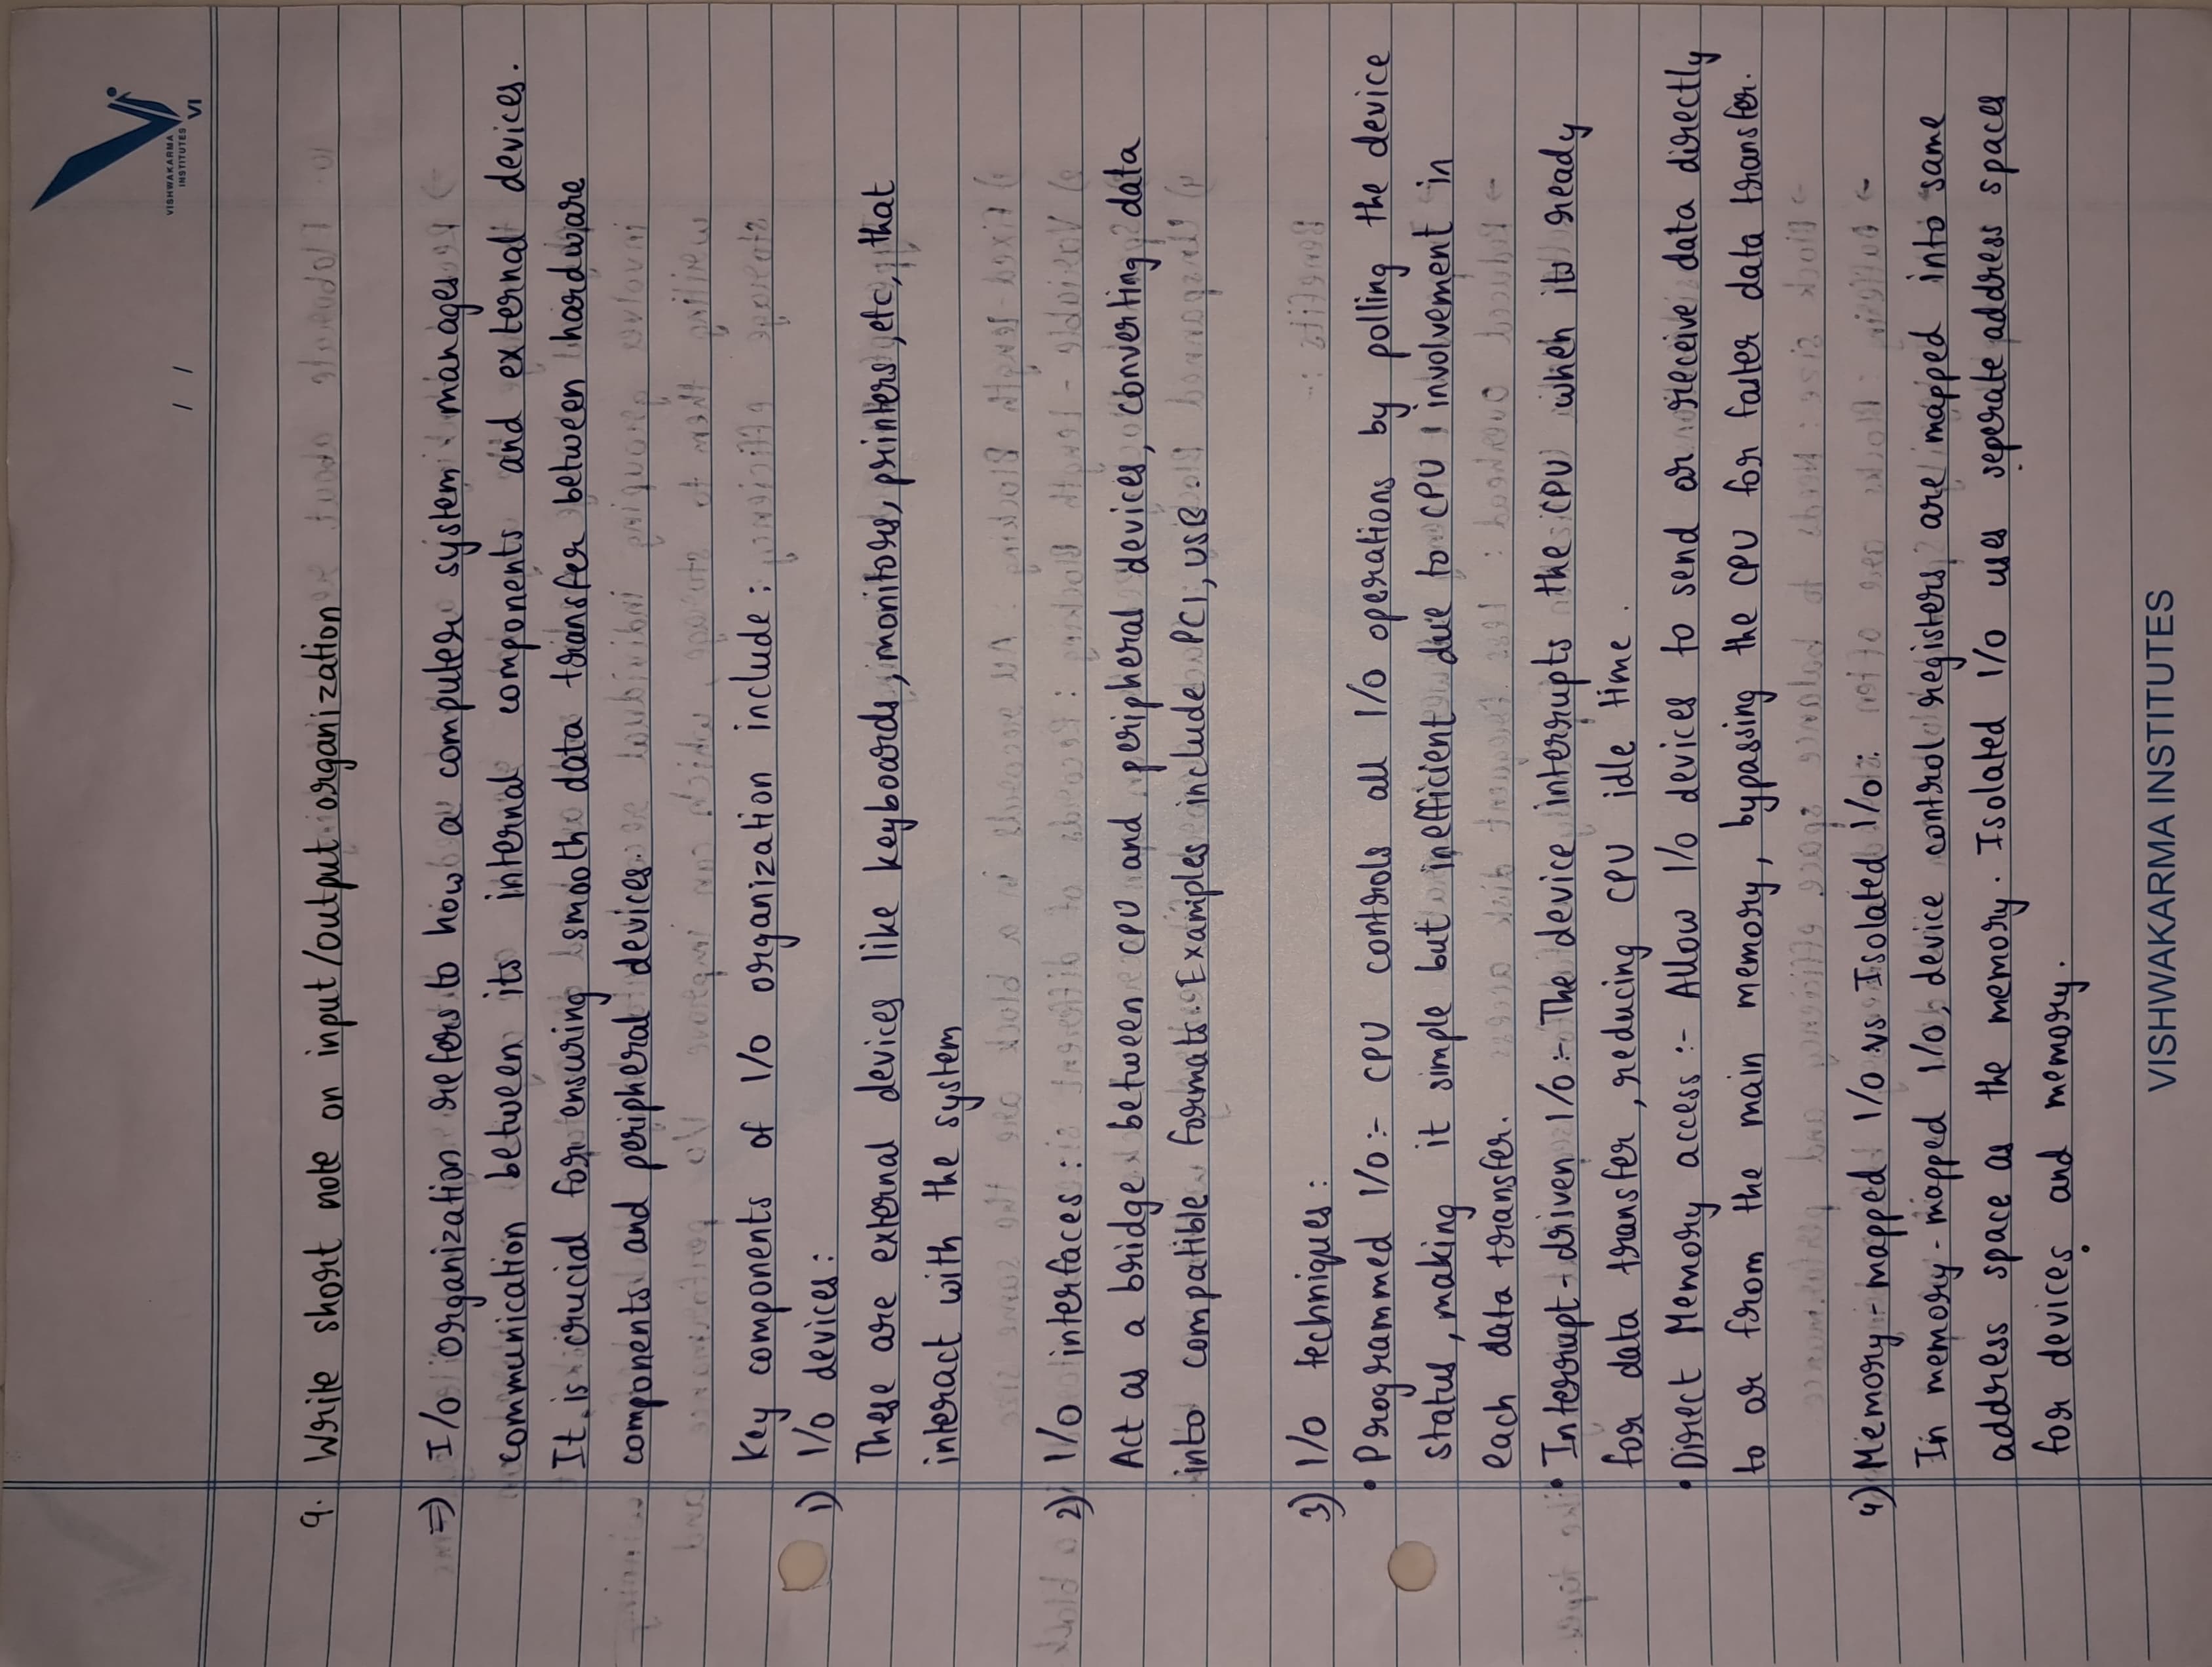 VISHWAKARMA
INSTITUTES
VI
/ /
9. Write short note on input/output organization
⇒ I/O organization refers to how a computer system manages
communication between its internal components and external devices.
It is crucial for ensuring smooth data transfer between hardware
components and peripheral devices.
Key components of I/O organization include :
1) I/O devices :
These are external devices like keyboards, monitors, printers, etc, that
interact with the system
2) I/O interfaces :
Act as a bridge between CPU and peripheral devices, converting data
into compatible formats. Examples include PCI, USB.
3) I/O techniques :
• Programmed I/O :- CPU controls all I/O operations by polling the device
status, making it simple but inefficient due to CPU involvement in
each data transfer.
• Interrupt - driven I/O :- The device interrupts the CPU when its ready
for data transfer, reducing CPU idle time.
• Direct Memory access :- Allow I/O devices to send or receive data directly
to or from the main memory, bypassing the CPU for faster data transfer.
4) Memory - mapped I/O vs Isolated I/O :
In memory - mapped I/O, device control registers are mapped into same
address space as the memory. Isolated I/O uses seperate address spaces
for devices and memory.
VISHWAKARMA INSTITUTES